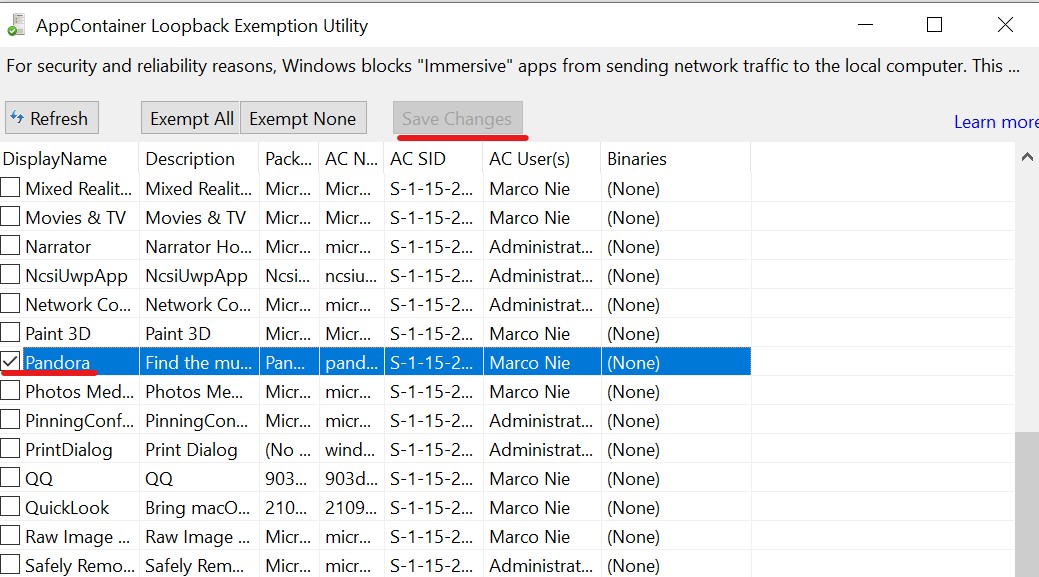 AppContainer Loopback Exemption Utility
For security and reliability reasons, Windows blocks "Immersive" apps from sending network traffic to the local computer. This ...
Refresh Exempt All Exempt None Save Changes Learn more
DisplayName Description Pack... AC N... AC SID AC User(s) Binaries
Mixed Realit... Mixed Realit... Micr... Micr... S-1-15-2... Marco Nie (None)
Movies & TV Movies & TV Micr... Micr... S-1-15-2... Marco Nie (None)
Narrator Narrator Ho... Micr... micr... S-1-15-2... Administrat... (None)
NcsiUwpApp NcsiUwpApp Ncsi... ncsiu... S-1-15-2... Administrat... (None)
Network Co... Network Co... Micr... micr... S-1-15-2... Administrat... (None)
Paint 3D Paint 3D Micr... micr... S-1-15-2... Marco Nie (None)
Pandora Find the mu... Pan... pand... S-1-15-2... Marco Nie (None)
Photos Med... Photos Me... Micr... micr... S-1-15-2... Marco Nie (None)
PinningConf... PinningCon... Micr... micr... S-1-15-2... Administrat... (None)
PrintDialog Print Dialog (No ... wind... S-1-15-2... Administrat... (None)
QQ QQ 903... 903d... S-1-15-2... Marco Nie (None)
QuickLook Bring macO... 210... 2109... S-1-15-2... Marco Nie (None)
Raw Image ... Raw Image ... Micr... micr... S-1-15-2... Marco Nie (None)
Safely Remo... Safely Rem... Micr... micr... S-1-15-2... Administrat... (None)